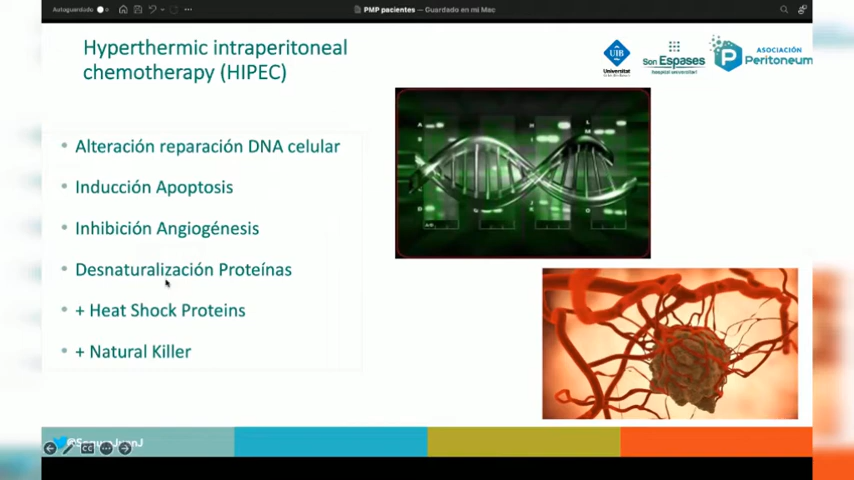 Autoguardado
PMP pacientes — Guardado en mi Mac
Hyperthermic intraperitoneal
chemotherapy (HIPEC)
UIB
Universitat
Son Espases
hospital universitari
ASOCIACIÓN
Peritoneum
Alteración reparación DNA celular
Inducción Apoptosis
Inhibición Angiogénesis
Desnaturalización Proteínas
+ Heat Shock Proteins
+ Natural Killer
CC